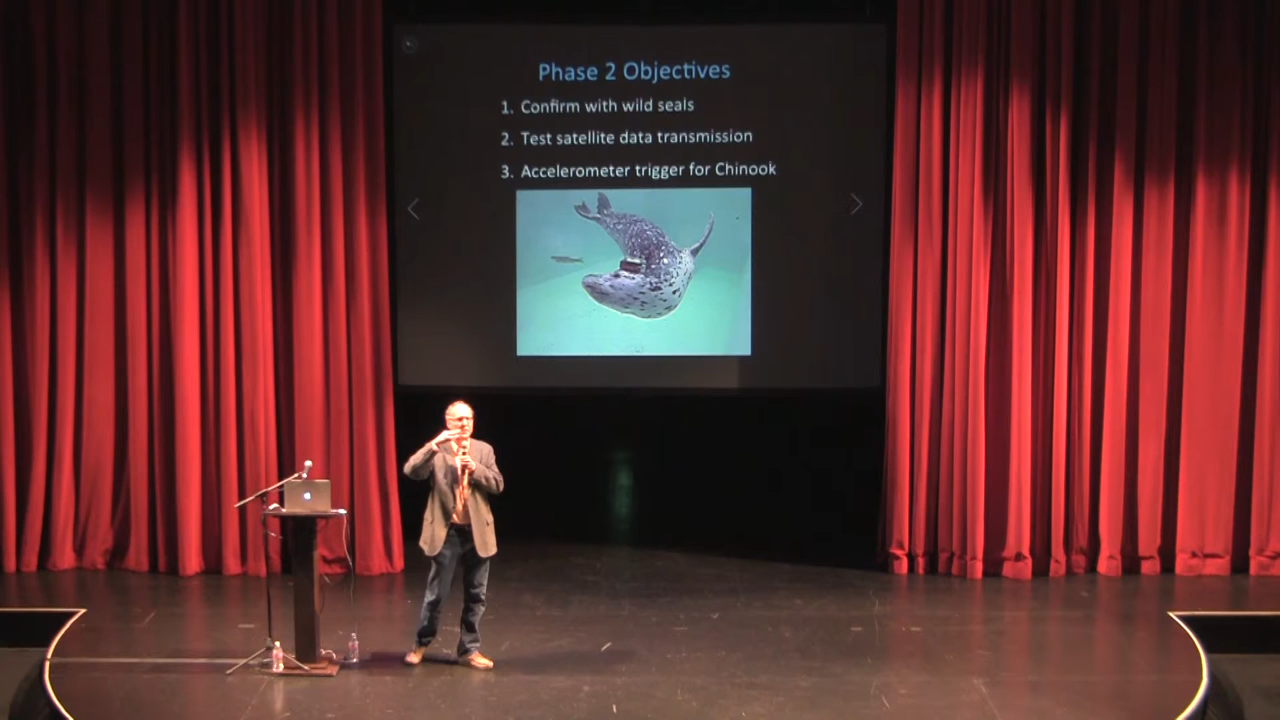 Phase 2 Objectives
1. Confirm with wild seals
2. Test satellite data transmission
3. Accelerometer trigger for Chinook